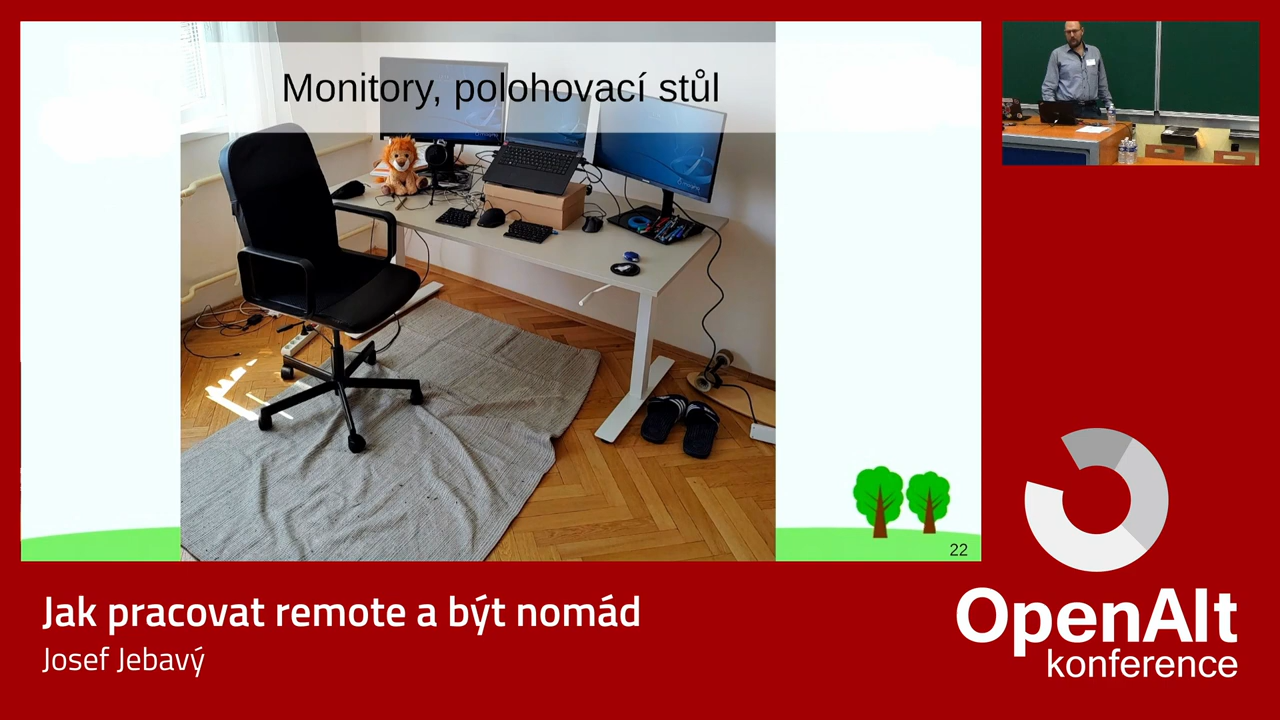 Monitory, polohovací stůl
22
Jak pracovat remote a být nomád
Josef Jebavý
OpenAlt
konference